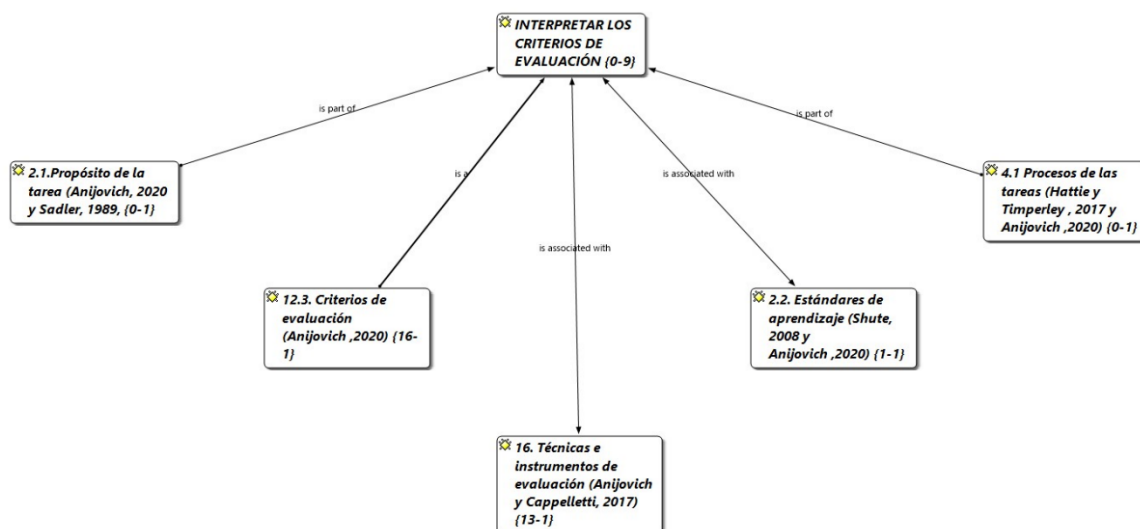 INTERPRETAR LOS
CRITERIOS DE
EVALUACIÓN {0-9}
is part of
is part of
2.1.Propósito de la
tarea (Anijovich, 2020
y Sadler, 1989, {0-1}
is a
is associated with
4.1 Procesos de las
tareas (Hattie y
Timperley , 2017 y
Anijovich ,2020) {0-1}
is associated with
12.3. Criterios de
evaluación
(Anijovich ,2020) {16-
1}
2.2. Estándares de
aprendizaje (Shute,
2008 y
Anijovich ,2020) {1-1}
16. Técnicas e
instrumentos de
evaluación (Anijovich
y Cappelletti, 2017)
{13-1}